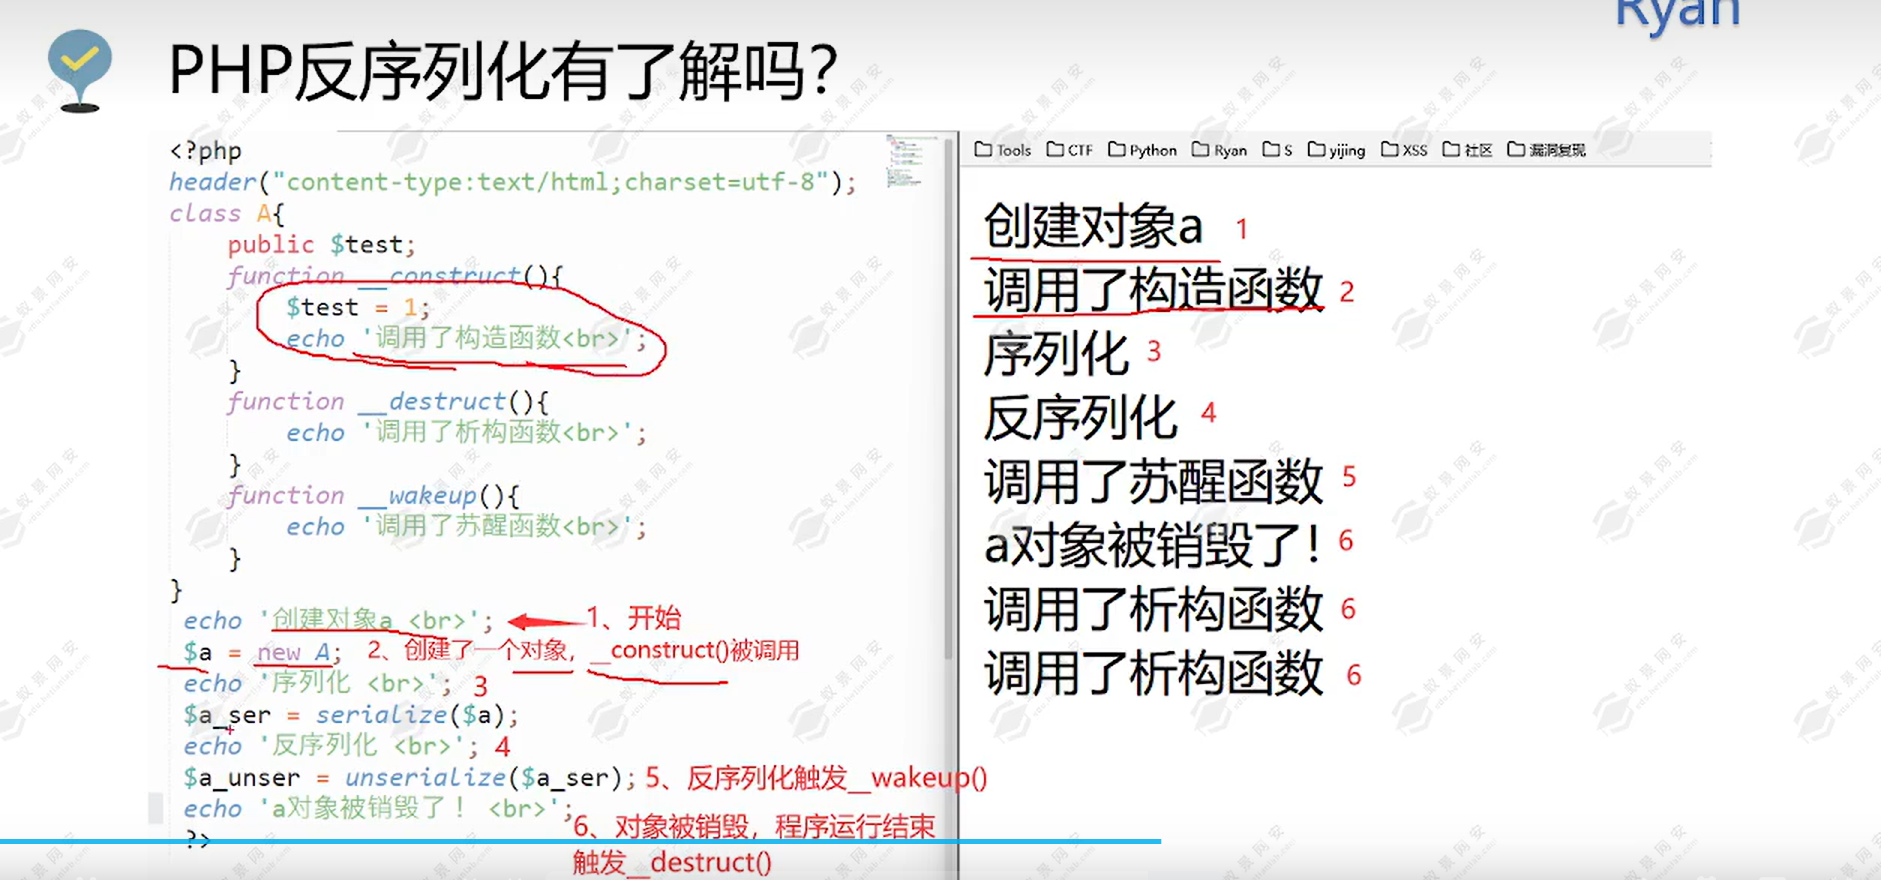 Ryan
PHP反序列化有了解吗?
<?php
header("content-type:text/html;charset=utf-8");
class A{
public $test;
function __construct(){
$test = 1;
echo '调用了构造函数<br>';
}
function __destruct(){
echo '调用了析构函数<br>';
}
function __wakeup(){
echo '调用了苏醒函数<br>';
}
}
echo '创建对象a <br>'; 1、开始
$a = new A; 2、创建了一个对象，__construct()被调用
echo '序列化 <br>'; 3
$a_ser = serialize($a);
echo '反序列化 <br>'; 4
$a_unser = unserialize($a_ser); 5、反序列化触发__wakeup()
echo 'a对象被销毁了！ <br>';
6、对象被销毁，程序运行结束
?>
触发__destruct()
Tools CTF Python Ryan S yijing XSS 社区 漏洞复现
创建对象a 1
调用了构造函数 2
序列化 3
反序列化 4
调用了苏醒函数 5
a对象被销毁了！ 6
调用了析构函数 6
调用了析构函数 6
蚁景网安
edu.hetianlab.com